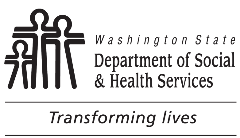 Washington State
Department of Social
& Health Services
Transforming lives